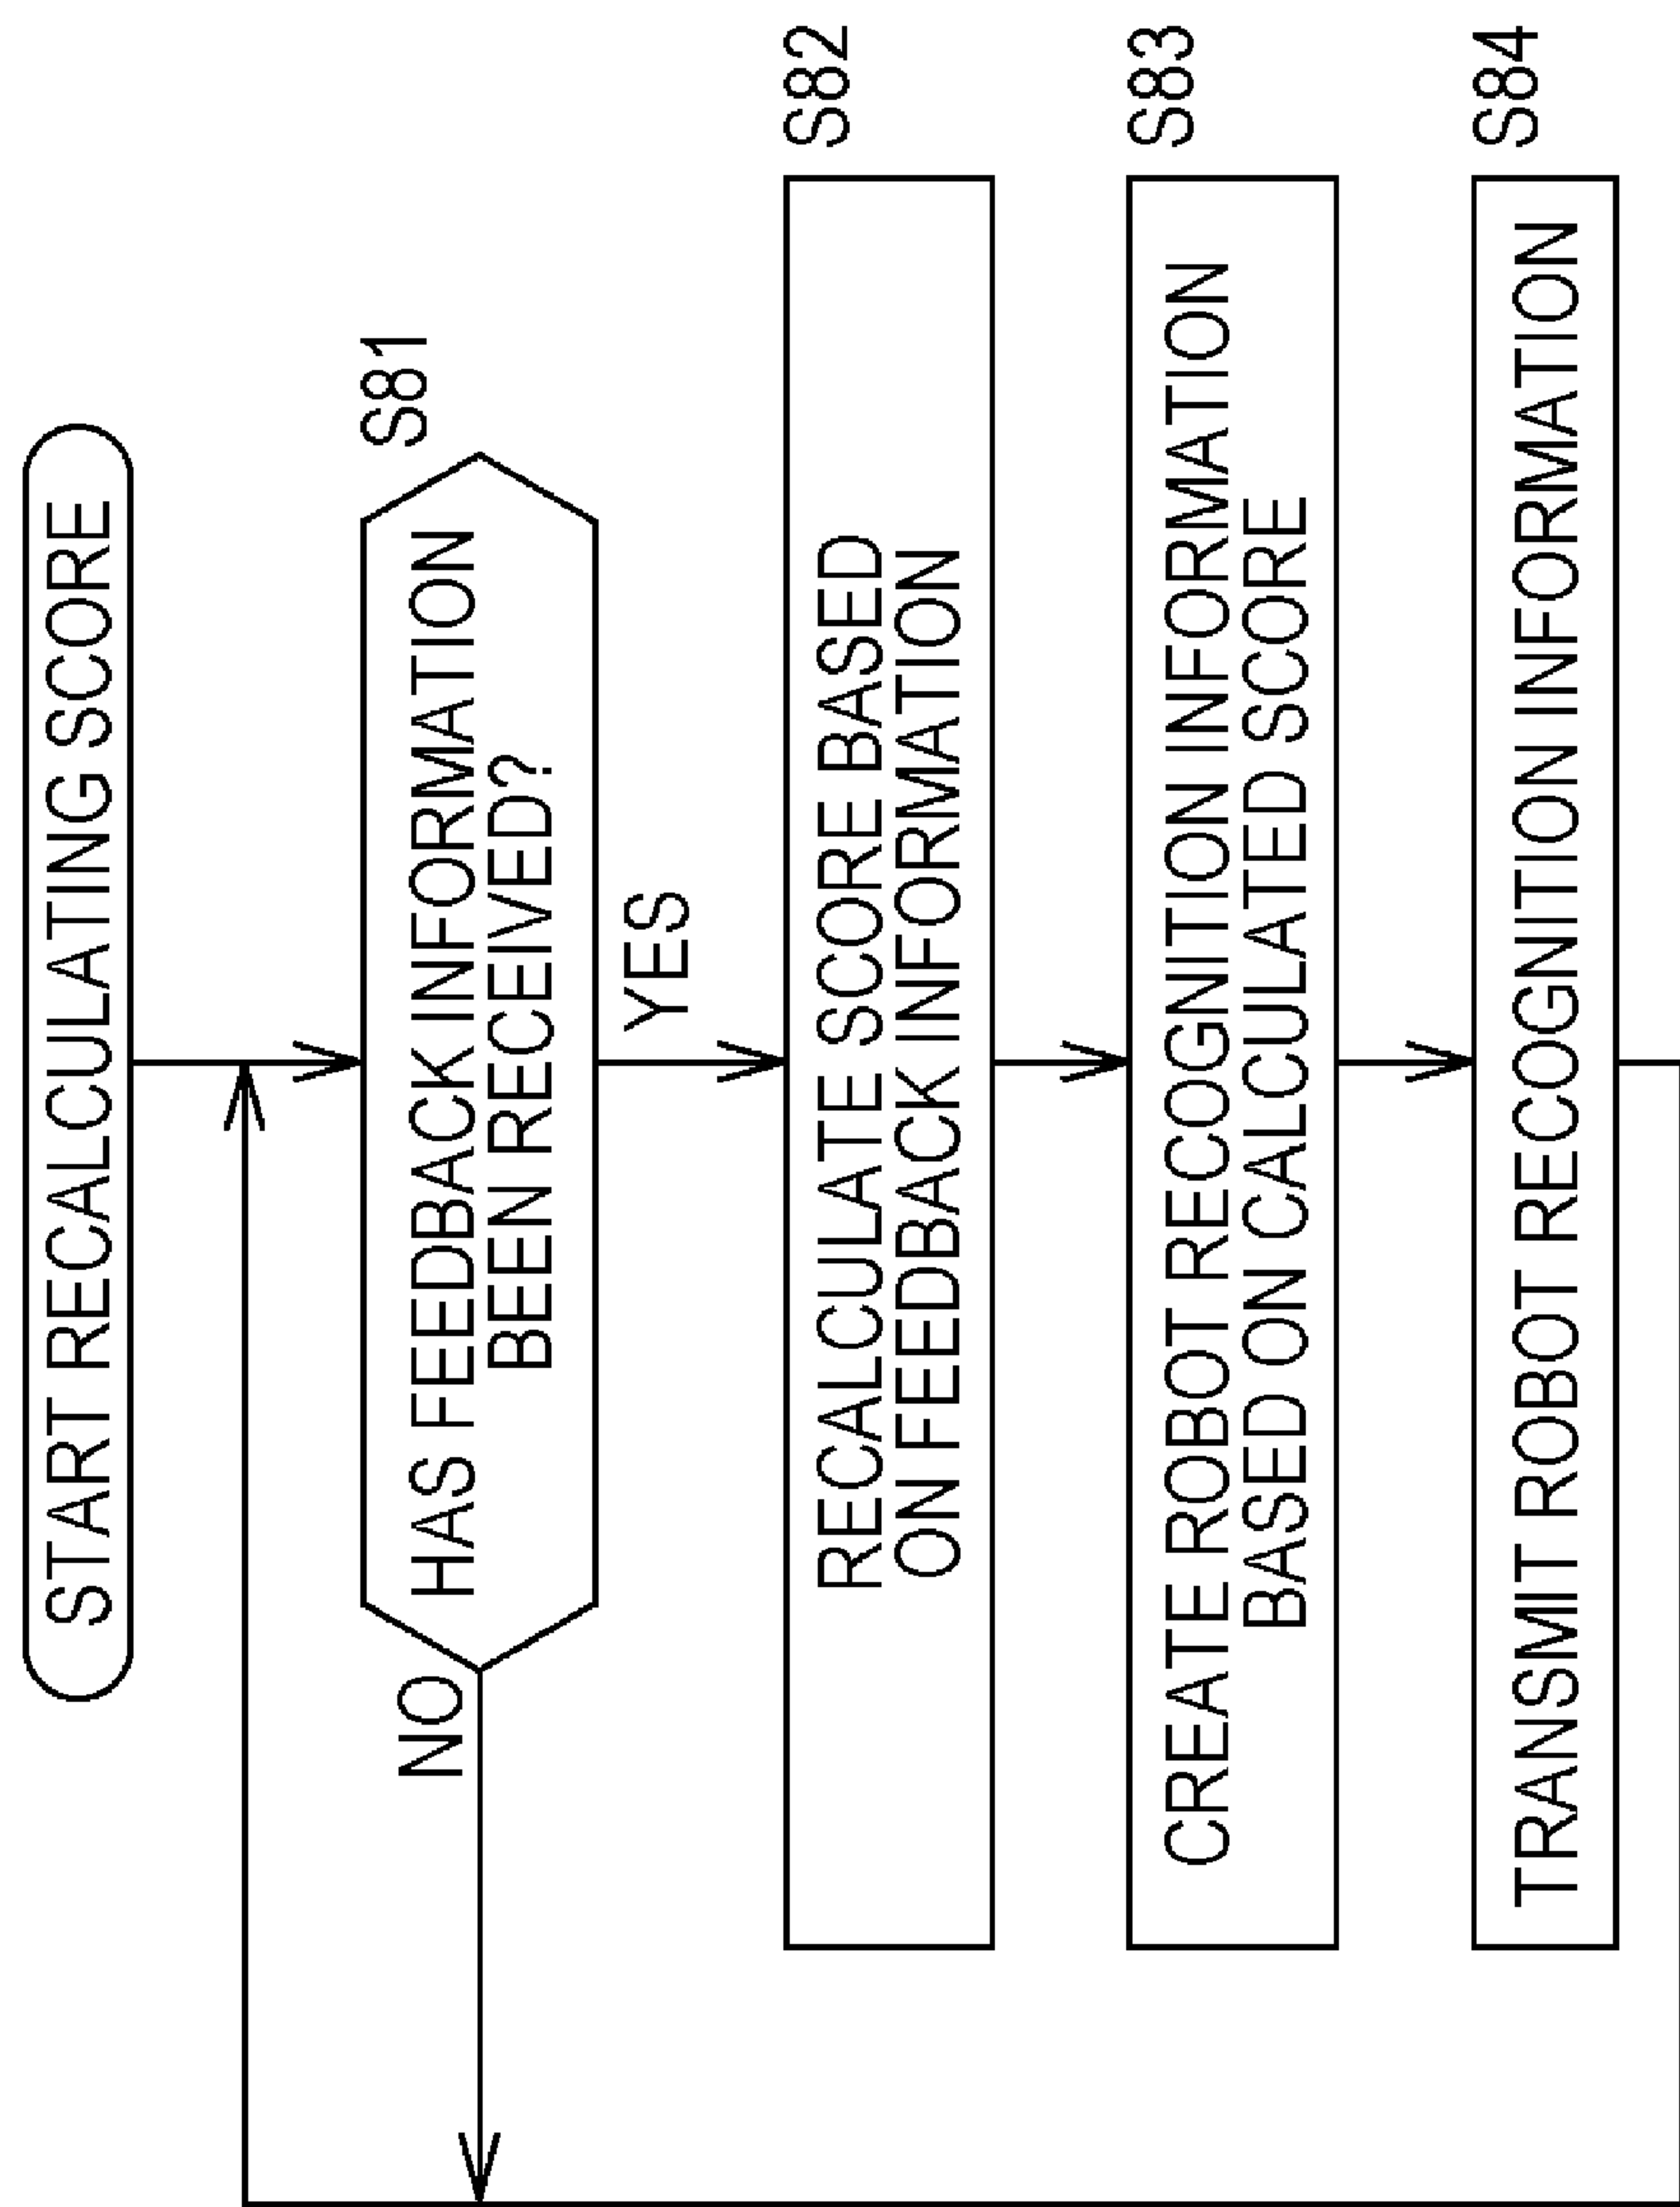 START RECALCULATING SCORE
S81
HAS FEEDBACK INFORMATION
BEEN RECEIVED?
NO
YES
S82
RECALCULATE SCORE BASED
ON FEEDBACK INFORMATION
S83
CREATE ROBOT RECOGNITION INFORMATION
BASED ON CALCULATED SCORE
S84
TRANSMIT ROBOT RECOGNITION INFORMATION